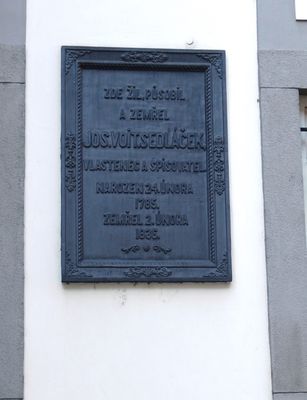 ZDE ŽIL, PŮSOBIL
A ZEMŘEL
JOS. VOJT. SEDLÁČEK,
VLASTENEC A SPISOVATEL
NAROZEN 24. ÚNORA
1785,
ZEMŘEL 2. ÚNORA
1836.